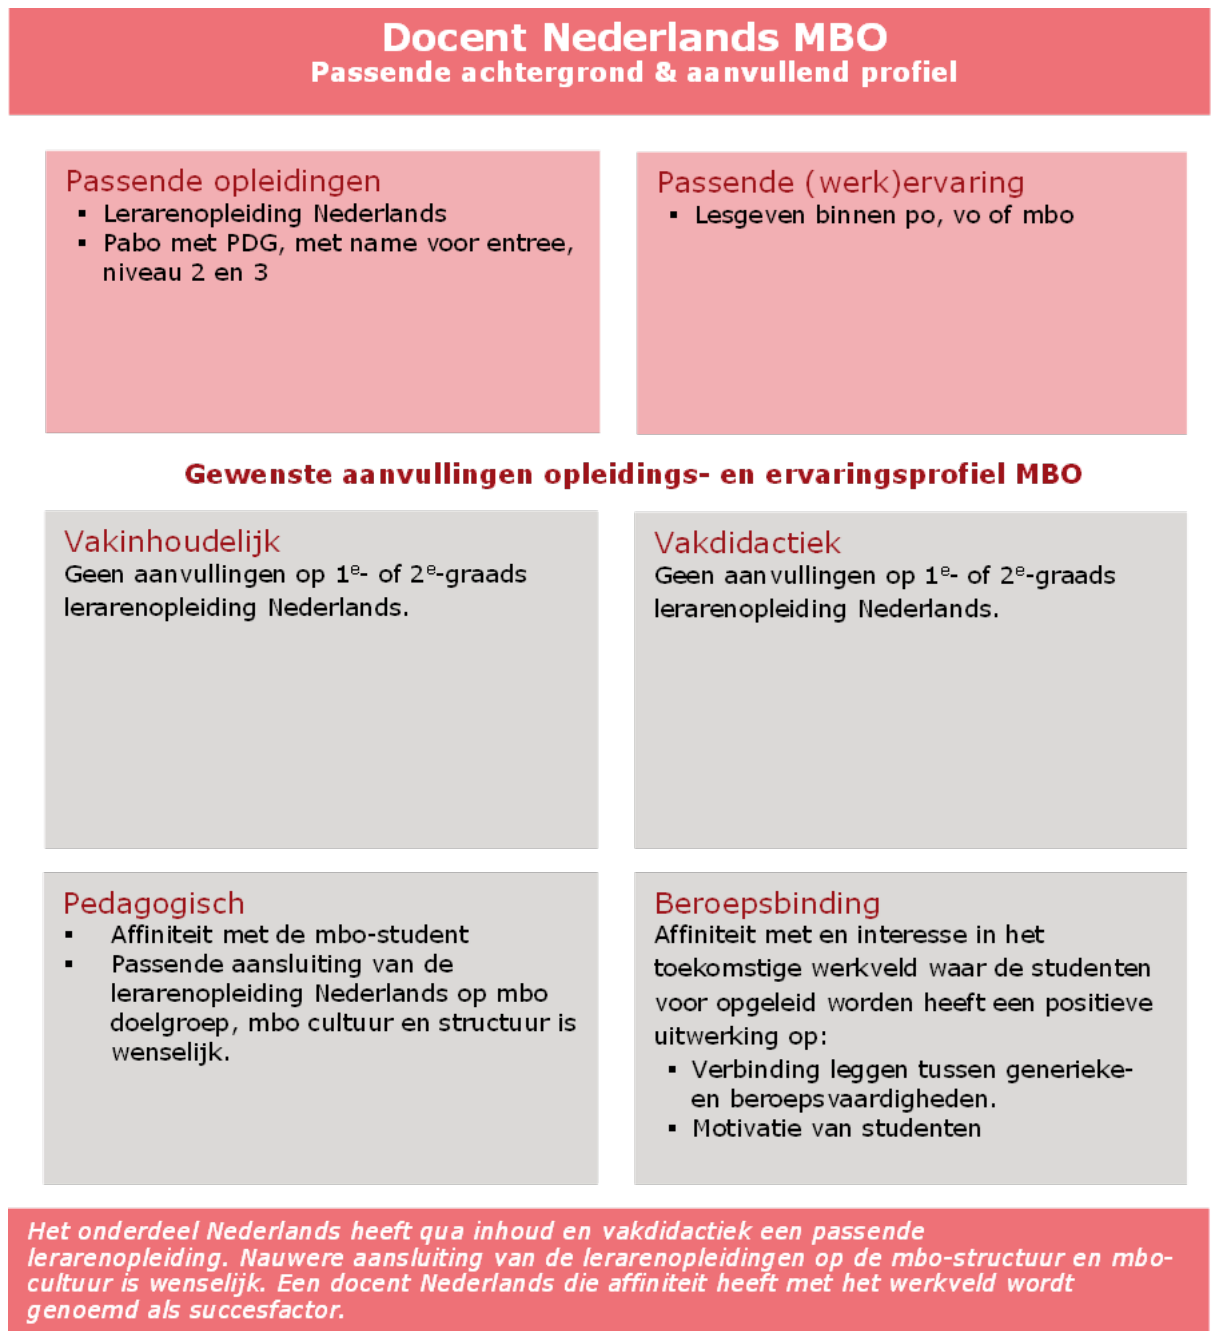 Docent Nederlands MBO
Passende achtergrond & aanvullend profiel
Passende opleidingen
▪ Lerarenopleiding Nederlands
▪ Pabo met PDG, met name voor entree,
niveau 2 en 3
Passende (werk)ervaring
▪ Lesgeven binnen po, vo of mbo
Gewenste aanvullingen opleidings- en ervaringsprofiel MBO
Vakinhoudelijk
Geen aanvullingen op 1ᵉ- of 2ᵉ-graads
lerarenopleiding Nederlands.
Vakdidactiek
Geen aanvullingen op 1ᵉ- of 2ᵉ-graads
lerarenopleiding Nederlands.
Pedagogisch
▪ Affiniteit met de mbo-student
▪ Passende aansluiting van de
lerarenopleiding Nederlands op mbo
doelgroep, mbo cultuur en structuur is
wenselijk.
Beroepsbinding
Affiniteit met en interesse in het
toekomstige werkveld waar de studenten
voor opgeleid worden heeft een positieve
uitwerking op:
▪ Verbinding leggen tussen generieke-
en beroepsvaardigheden.
▪ Motivatie van studenten
Het onderdeel Nederlands heeft qua inhoud en vakdidactiek een passende
lerarenopleiding. Nauwere aansluiting van de lerarenopleidingen op de mbo-structuur en mbo-
cultuur is wenselijk. Een docent Nederlands die affiniteit heeft met het werkveld wordt
genoemd als succesfactor.